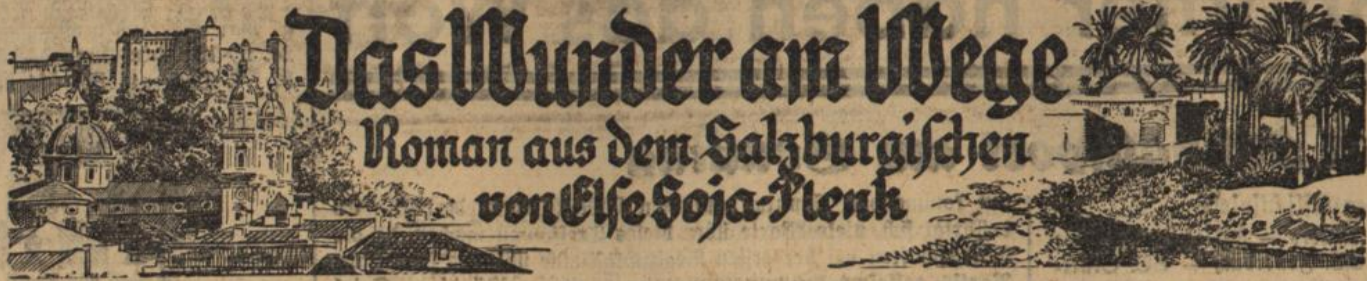 Das Wunder am Wege
Roman aus dem Salzburgischen
von Else Soja-Plenk